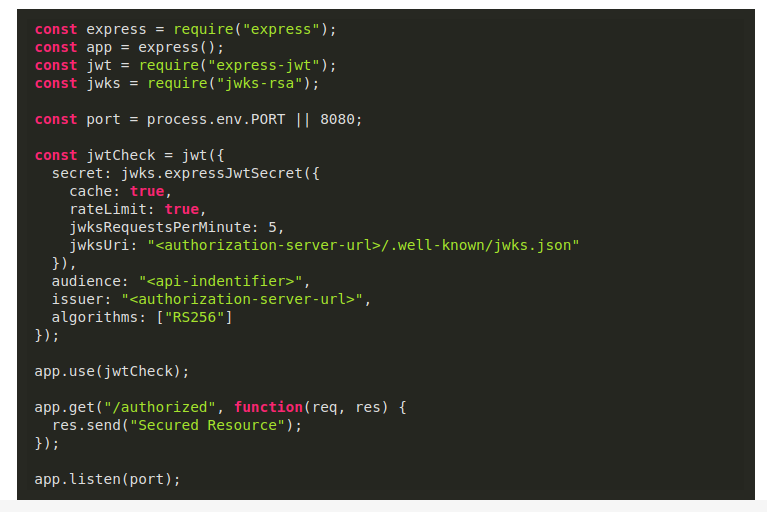 const express = require("express");
const app = express();
const jwt = require("express-jwt");
const jwks = require("jwks-rsa");

const port = process.env.PORT || 8080;

const jwtCheck = jwt({
  secret: jwks.expressJwtSecret({
    cache: true,
    rateLimit: true,
    jwksRequestsPerMinute: 5,
    jwksUri: "<authorization-server-url>/.well-known/jwks.json"
  }),
  audience: "<api-indentifier>",
  issuer: "<authorization-server-url>",
  algorithms: ["RS256"]
});

app.use(jwtCheck);

app.get("/authorized", function(req, res) {
  res.send("Secured Resource");
});

app.listen(port);